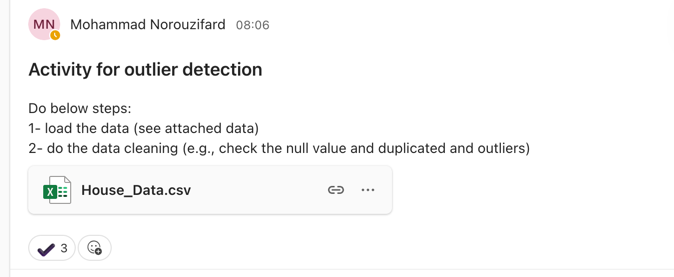 MN
Mohammad Norouzifard 08:06
Activity for outlier detection
Do below steps:
1- load the data (see attached data)
2- do the data cleaning (e.g., check the null value and duplicated and outliers)
X House_Data.csv ...
3